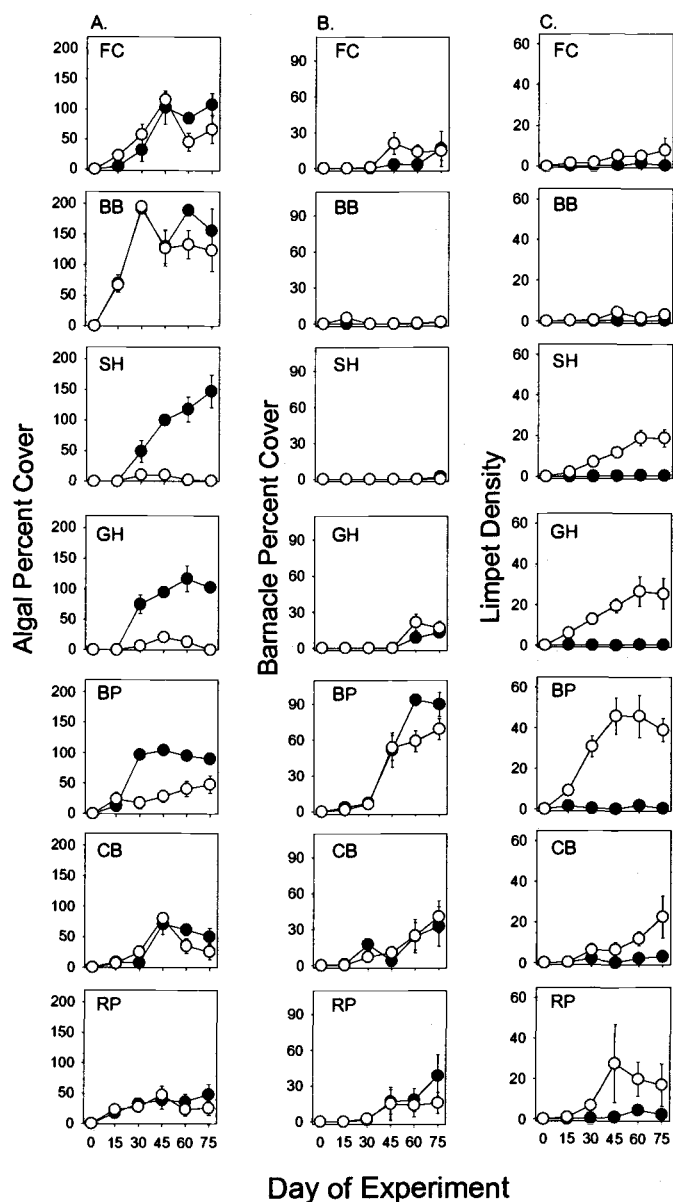 A. B. C.
FC FC FC
200 90 60
150
60 40
100
50 30 20
0 0 0
BB BB BB
200 90 60
150
60 40
100
50 30 20
0 0 0
SH SH SH
200 90 60
150
60 40
100
50 30 20
0 0 0
GH GH GH
200 90 60
150
60 40
100
50 30 20
0 0 0
BP BP BP
200 90 60
150
60 40
100
50 30 20
0 0 0
CB CB CB
200 90 60
150
60 40
100
50 30 20
0 0 0
RP RP RP
200 90 60
150
60 40
100
50 30 20
0 0 0
0 15 30 45 60 75 0 15 30 45 60 75 0 15 30 45 60 75
Algal Percent Cover
Barnacle Percent Cover
Limpet Density
Day of Experiment